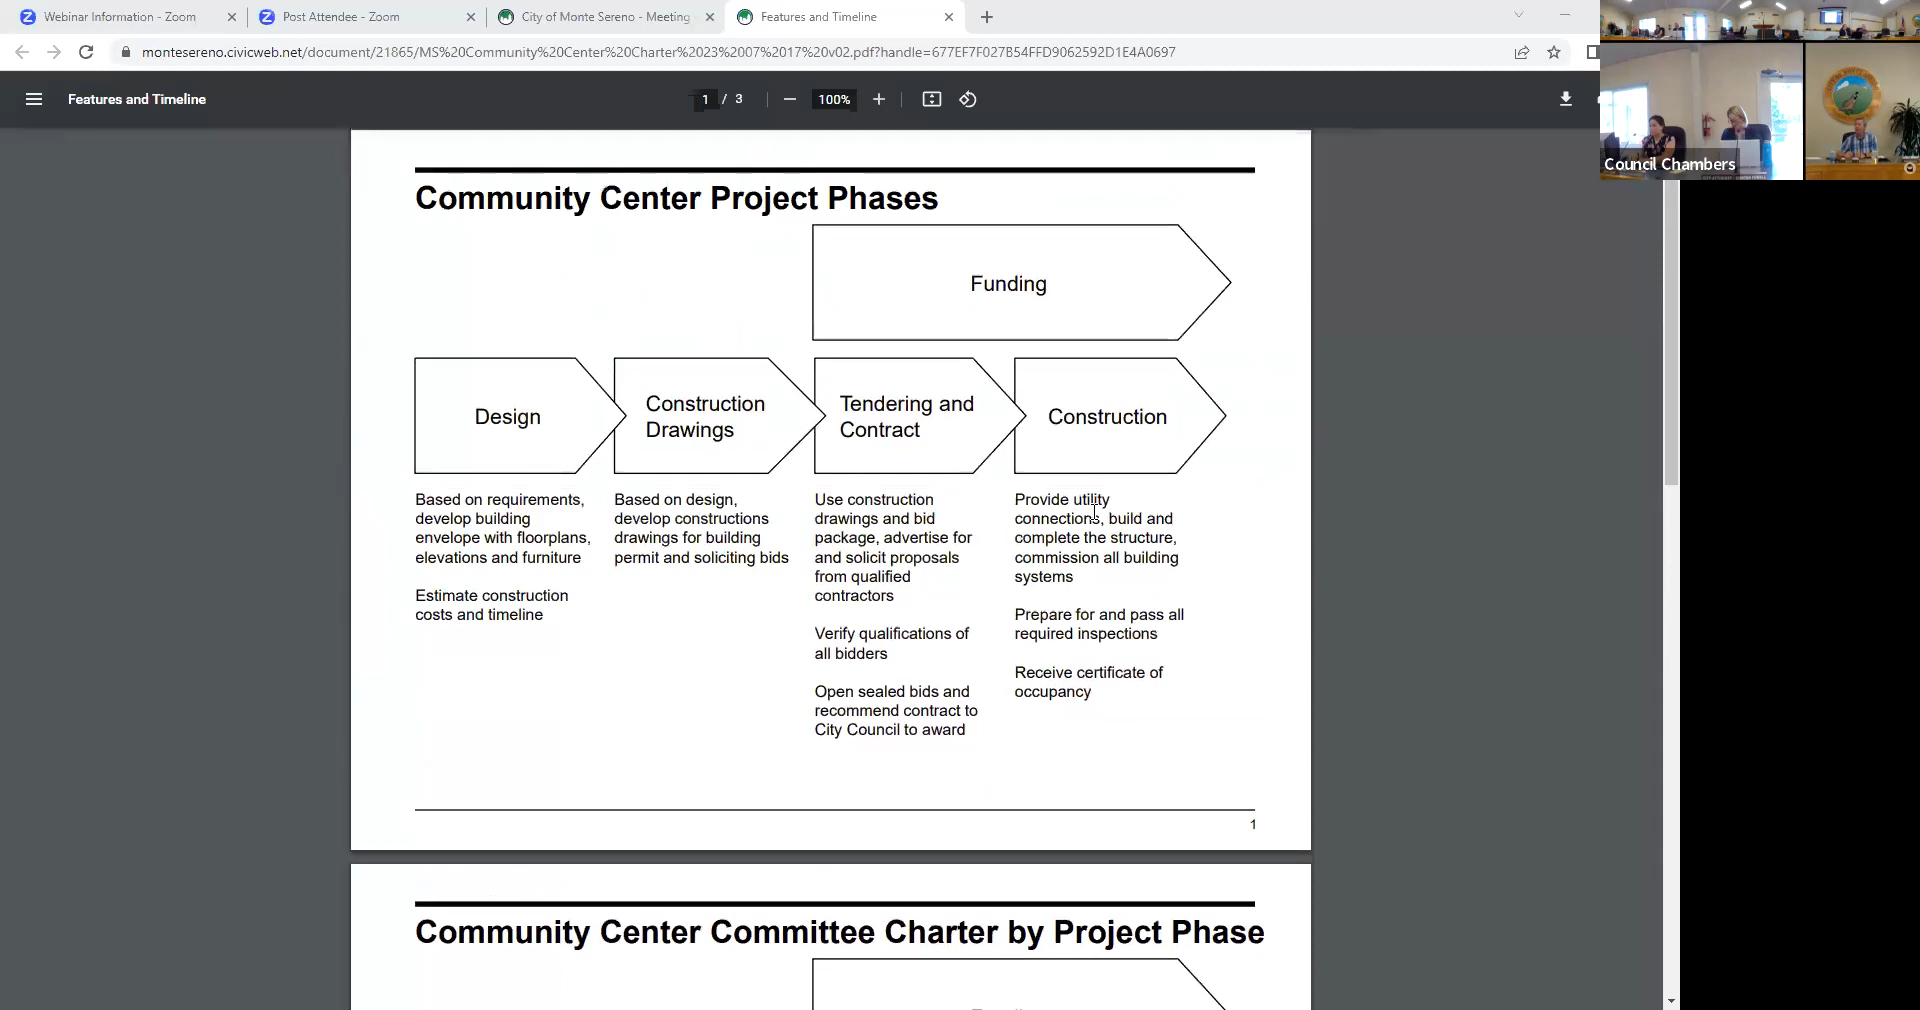 Webinar Information - Zoom
Post Attendee - Zoom
City of Monte Sereno - Meeting
Features and Timeline
montesereno.civicweb.net/document/21865/MS%20Community%20Center%20Charter%2023%2007%2017%20v02.pdf?handle=677EF7F027B54FFD9062592D1E4A0697
Features and Timeline
1 / 3
100%
Council Chambers
Community Center Project Phases
Funding
Design
Construction
Drawings
Tendering and
Contract
Construction
Based on requirements,
develop building
envelope with floorplans,
elevations and furniture
Estimate construction
costs and timeline
Based on design,
develop constructions
drawings for building
permit and soliciting bids
Use construction
drawings and bid
package, advertise for
and solicit proposals
from qualified
contractors
Verify qualifications of
all bidders
Open sealed bids and
recommend contract to
City Council to award
Provide utility
connections, build and
complete the structure,
commission all building
systems
Prepare for and pass all
required inspections
Receive certificate of
occupancy
1
Community Center Committee Charter by Project Phase